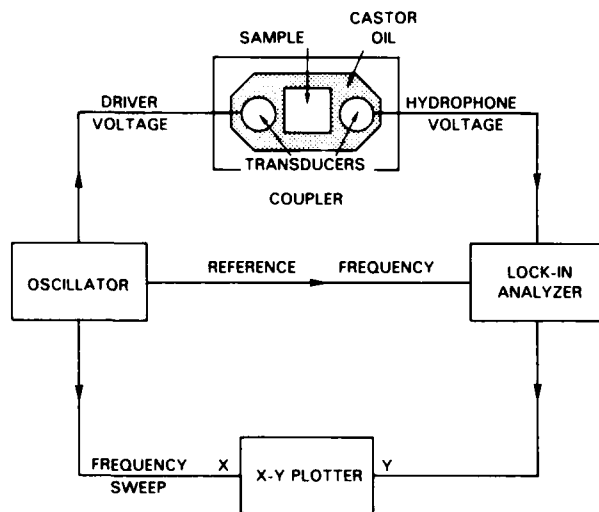 CASTOR
OIL
SAMPLE
DRIVER
VOLTAGE
HYDROPHONE
VOLTAGE
TRANSDUCERS
COUPLER
OSCILLATOR
REFERENCE FREQUENCY
LOCK-IN
ANALYZER
FREQUENCY
SWEEP
X
X-Y PLOTTER
Y